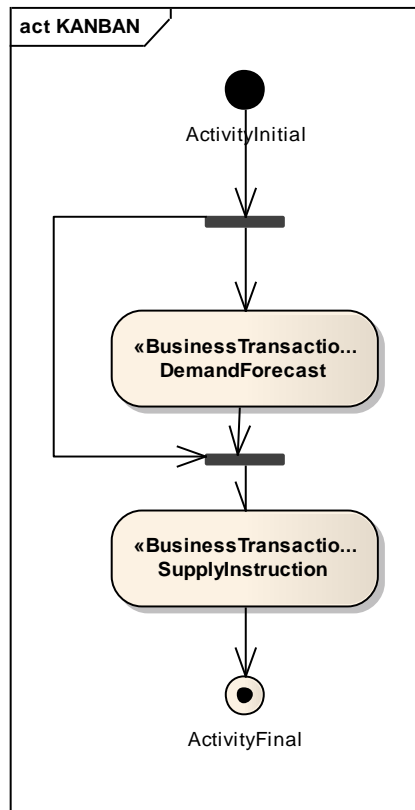 act KANBAN
ActivityInitial
«BusinessTransactio...
DemandForecast
«BusinessTransactio...
SupplyInstruction
ActivityFinal